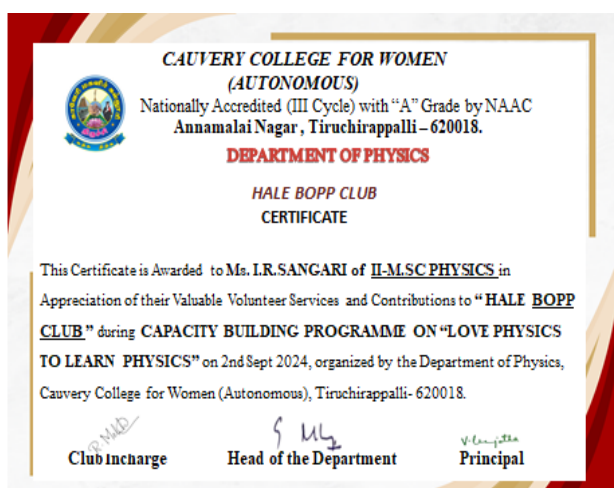 CAUVERY COLLEGE FOR WOMEN
(AUTONOMOUS)
Nationally Accredited (III Cycle) with “A” Grade by NAAC
Annamalai Nagar , Tiruchirappalli – 620018.
DEPARTMENT OF PHYSICS
HALE BOPP CLUB
CERTIFICATE
This Certificate is Awarded to Ms. I.R.SANGARI of II-M.SC PHYSICS in
Appreciation of their Valuable Volunteer Services and Contributions to “ HALE BOPP
CLUB ” during CAPACITY BUILDING PROGRAMME ON “LOVE PHYSICS
TO LEARN PHYSICS” on 2nd Sept 2024, organized by the Department of Physics,
Cauvery College for Women (Autonomous), Tiruchirappalli- 620018.
Club Incharge Head of the Department Principal